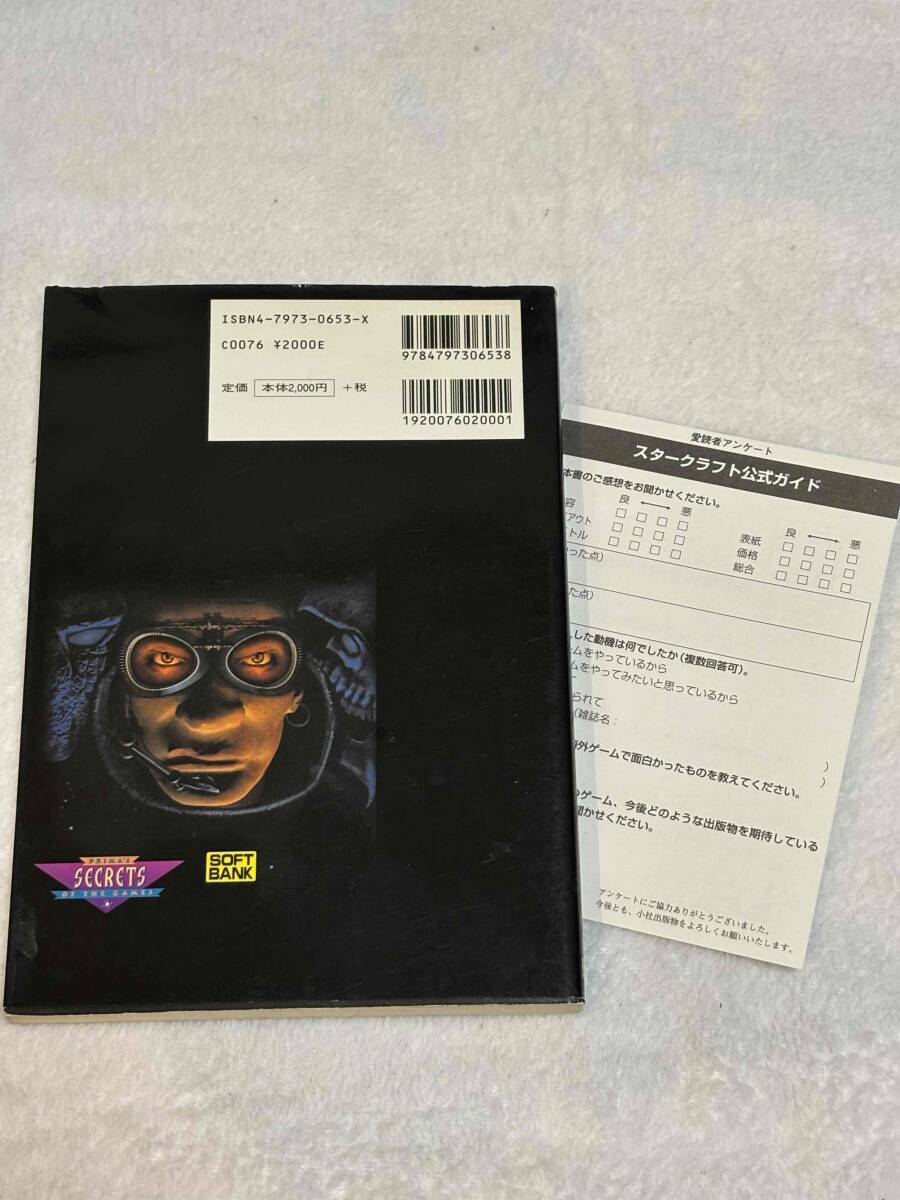 ISBN4-7973-0653-X
C0076 ¥2000E
定価 本体2,000円 +税
9784797306538
1920076020001
PRIMA'S
SECRETS
OF THE GAMES
SOFT
BANK
愛読者アンケート
スタークラフト公式ガイド
本書のご感想をお聞かせください。
良 悪
容
アウト
トル
良 悪
表紙
価格
総合
った点)
た点)
した動機は何でしたか(複数回答可)。
ムをやっているから
ムをやってみたいと思っているから
られて
(雑誌名:
)
外ゲームで面白かったものを教えてください。
)
ゲーム、今後どのような出版物を期待している
聞かせください。
アンケートにご協力ありがとうございました。
今後とも、小社出版物をよろしくお願いいたします。